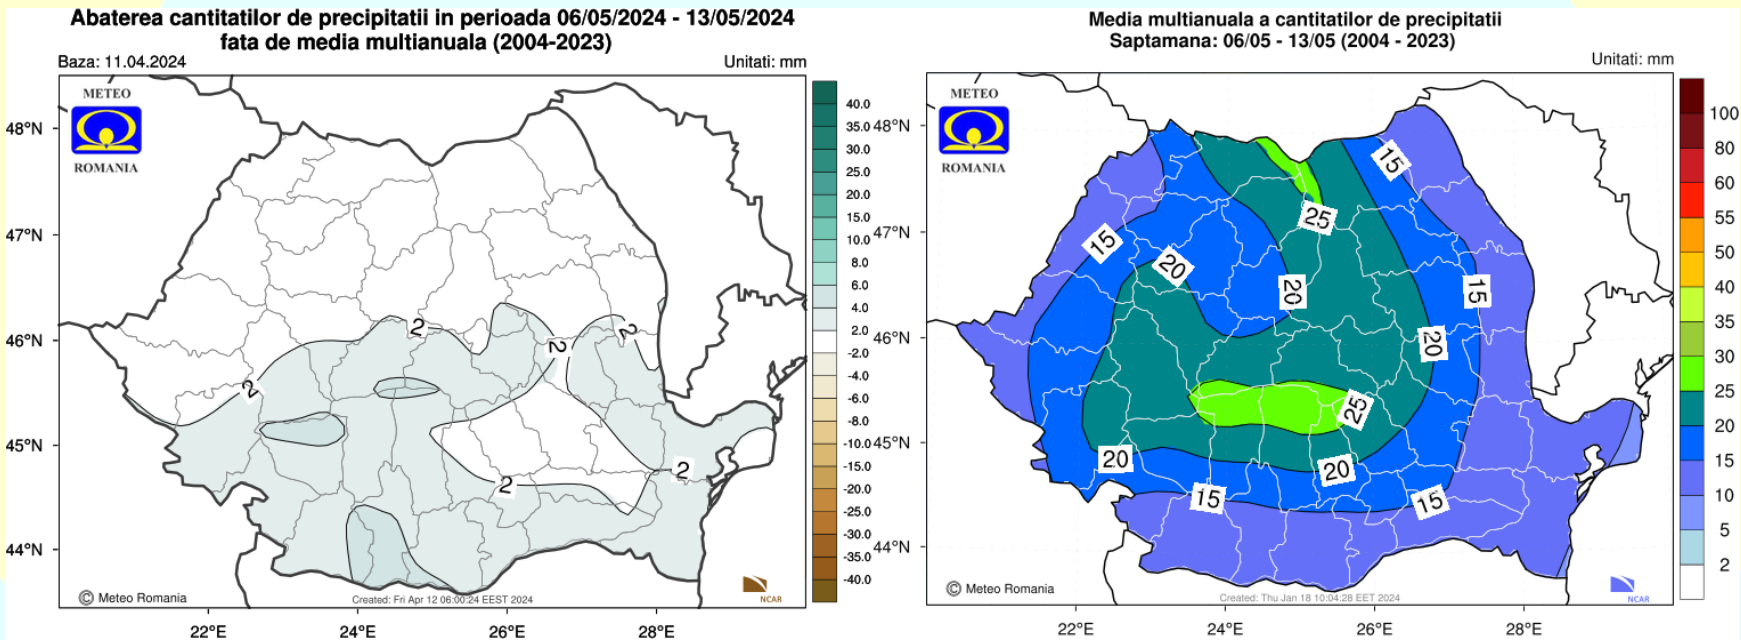 Abaterea cantitatilor de precipitatii in perioada 06/05/2024 - 13/05/2024
fata de media multianuala (2004-2023)
Baza: 11.04.2024
Unitati: mm
METEO
ROMANIA
48°N
47°N
46°N
45°N
44°N
22°E
24°E
26°E
28°E
2
2
2
2
2
2
40.0
35.0
30.0
25.0
20.0
15.0
10.0
8.0
6.0
4.0
2.0
-2.0
-4.0
-6.0
-8.0
-10.0
-15.0
-20.0
-25.0
-30.0
-35.0
-40.0
© Meteo Romania
Created: Fri Apr 12 06:00:24 EEST 2024
NCAR
Media multianuala a cantitatilor de precipitatii
Saptamana: 06/05 - 13/05 (2004 - 2023)
Unitati: mm
METEO
ROMANIA
48°N
47°N
46°N
45°N
44°N
22°E
24°E
26°E
28°E
15
25
15
20
20
15
20
25
20
20
15
15
100
80
60
55
50
40
35
30
25
20
15
10
5
2
© Meteo Romania
Created: Thu Jan 18 10:04:28 EET 2024
NCAR